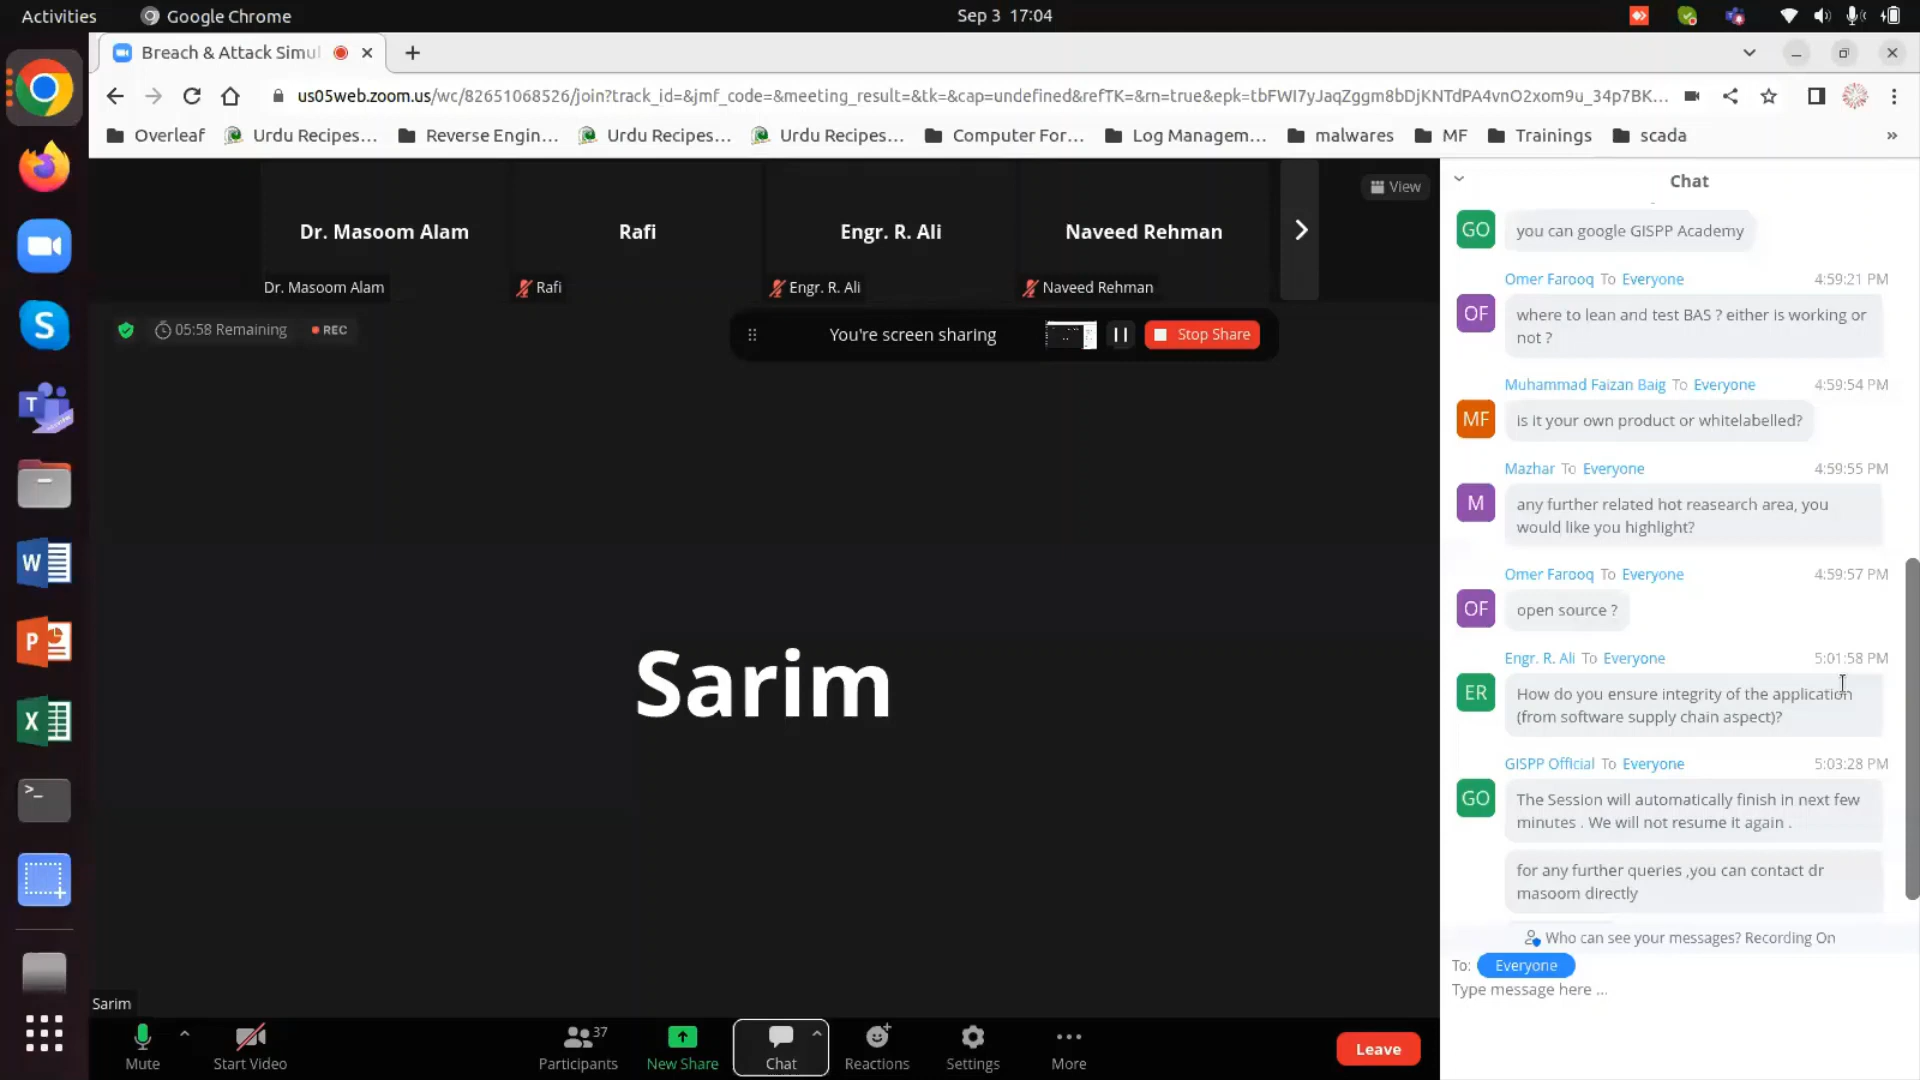 Activities
Google Chrome
Sep 3 17:04
Breach & Attack Simul
us05web.zoom.us/wc/82651068526/join?track_id=&jmf_code=&meeting_result=&tk=&cap=undefined&refTK=&rn=true&epk=tbFWI7yJaqZggm8bDjKNTdPA4vnO2xom9u_34p7BK...
Overleaf
Urdu Recipes...
Reverse Engin...
Urdu Recipes...
Urdu Recipes...
Computer For...
Log Managem...
malwares
MF
Trainings
scada
»
Dr. Masoom Alam
Rafi
Engr. R. Ali
Naveed Rehman
View
Dr. Masoom Alam
Rafi
Engr. R. Ali
Naveed Rehman
05:58 Remaining
REC
You're screen sharing
Stop Share
Sarim
Sarim
Chat
GO
you can google GISPP Academy
Omer Farooq To Everyone 4:59:21 PM
OF
where to lean and test BAS ? either is working or
not ?
Muhammad Faizan Baig To Everyone 4:59:54 PM
MF
is it your own product or whitelabelled?
Mazhar To Everyone 4:59:55 PM
M
any further related hot reasearch area, you
would like you highlight?
Omer Farooq To Everyone 4:59:57 PM
OF
open source ?
Engr. R. Ali To Everyone 5:01:58 PM
ER
How do you ensure integrity of the application
(from software supply chain aspect)?
GISPP Official To Everyone 5:03:28 PM
GO
The Session will automatically finish in next few
minutes . We will not resume it again .
for any further queries ,you can contact dr
masoom directly
Who can see your messages? Recording On
To: Everyone
Type message here ...
Mute
Start Video
37
Participants
New Share
Chat
Reactions
Settings
More
Leave